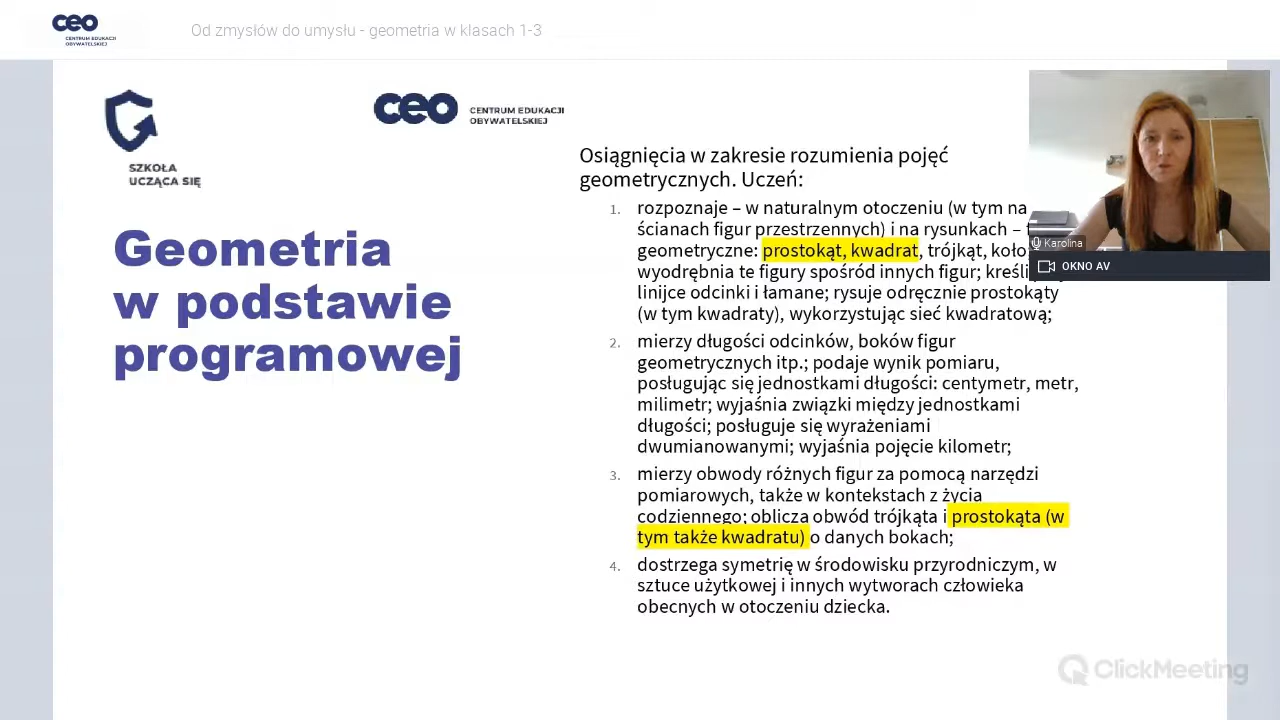 ceo
CENTRUM EDUKACJI
OBYWATELSKIEJ
Od zmysłów do umysłu - geometria w klasach 1-3
SZKOŁA
UCZĄCA SIĘ
ceo
CENTRUM EDUKACJI
OBYWATELSKIEJ
Geometria
w podstawie
programowej
Osiągnięcia w zakresie rozumienia pojęć
geometrycznych. Uczeń:
1. rozpoznaje – w naturalnym otoczeniu (w tym na
ścianach figur przestrzennych) i na rysunkach –
geometryczne: prostokąt, kwadrat, trójkąt, koło
wyodrębnia te figury spośród innych figur; kreśli
linijce odcinki i łamane; rysuje odręcznie prostokąty
(w tym kwadraty), wykorzystując sieć kwadratową;
2. mierzy długości odcinków, boków figur
geometrycznych itp.; podaje wynik pomiaru,
posługując się jednostkami długości: centymetr, metr,
milimetr; wyjaśnia związki między jednostkami
długości; posługuje się wyrażeniami
dwumianowanymi; wyjaśnia pojęcie kilometr;
3. mierzy obwody różnych figur za pomocą narzędzi
pomiarowych, także w kontekstach z życia
codziennego; oblicza obwód trójkąta i prostokąta (w
tym także kwadratu) o danych bokach;
4. dostrzega symetrię w środowisku przyrodniczym, w
sztuce użytkowej i innych wytworach człowieka
obecnych w otoczeniu dziecka.
Karolina
OKNO AV
ClickMeeting